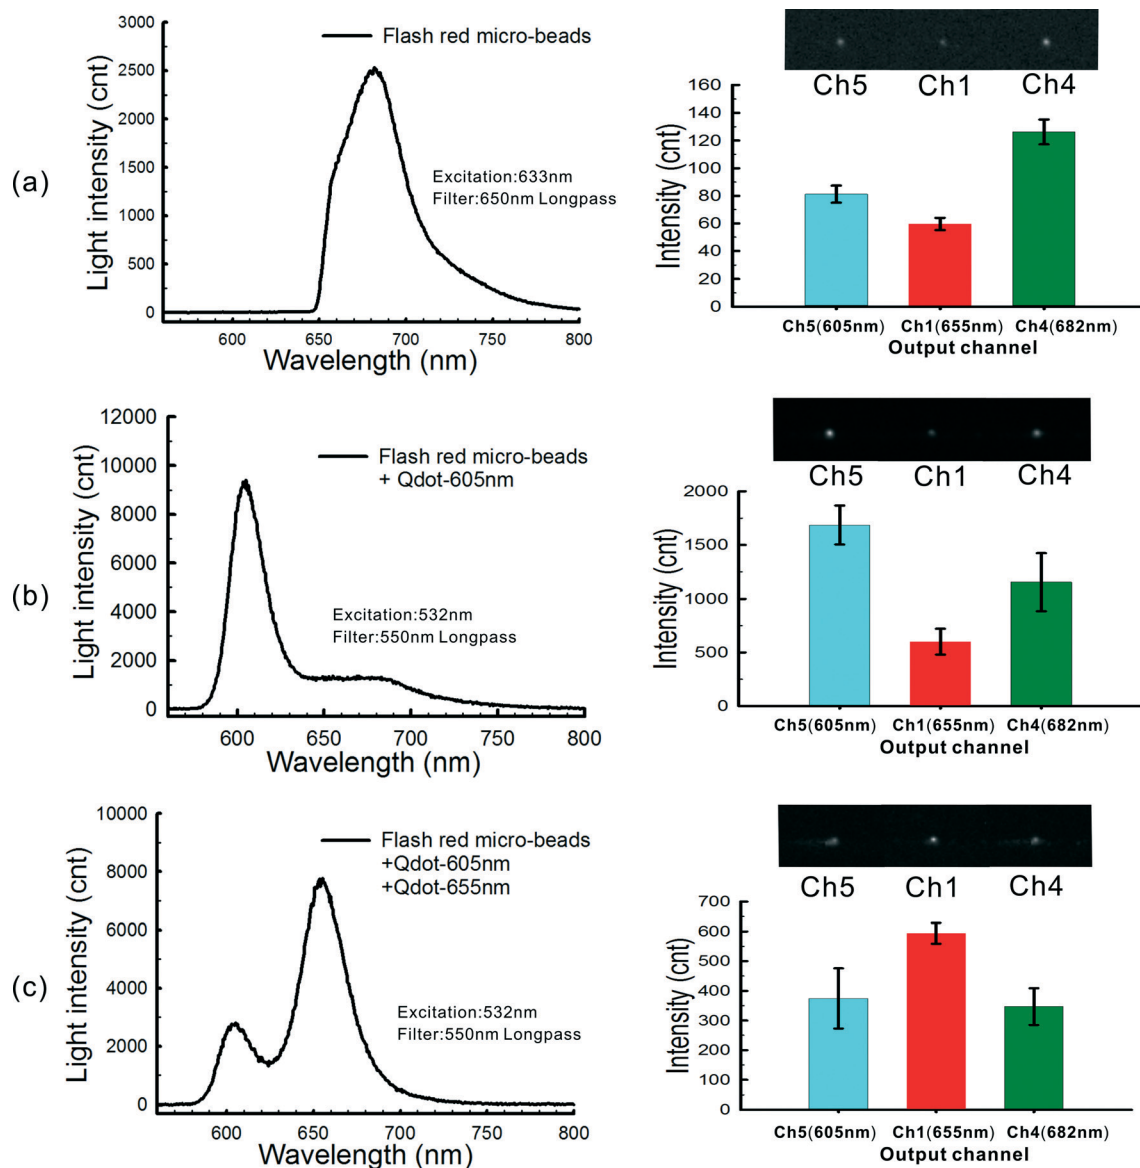 (a)
3000
2500
2000
1500
1000
500
0
Light intensity (cnt)
Flash red micro-beads
Excitation:633nm
Filter:650nm Longpass
600 650 700 750 800
Wavelength (nm)
Ch5 Ch1 Ch4
160
140
120
100
80
60
40
20
0
Intensity (cnt)
Ch5(605nm) Ch1(655nm) Ch4(682nm)
Output channel
(b)
12000
10000
8000
6000
4000
2000
0
Light intensity (cnt)
Flash red micro-beads
+ Qdot-605nm
Excitation:532nm
Filter:550nm Longpass
600 650 700 750 800
Wavelength (nm)
Ch5 Ch1 Ch4
2000
1500
1000
500
0
Intensity (cnt)
Ch5(605nm) Ch1(655nm) Ch4(682nm)
Output channel
(c)
10000
8000
6000
4000
2000
0
Light intensity (cnt)
Flash red micro-beads
+Qdot-605nm
+Qdot-655nm
Excitation:532nm
Filter:550nm Longpass
600 650 700 750 800
Wavelength (nm)
Ch5 Ch1 Ch4
700
600
500
400
300
200
100
0
Intensity (cnt)
Ch5(605nm) Ch1(655nm) Ch4(682nm)
Output channel